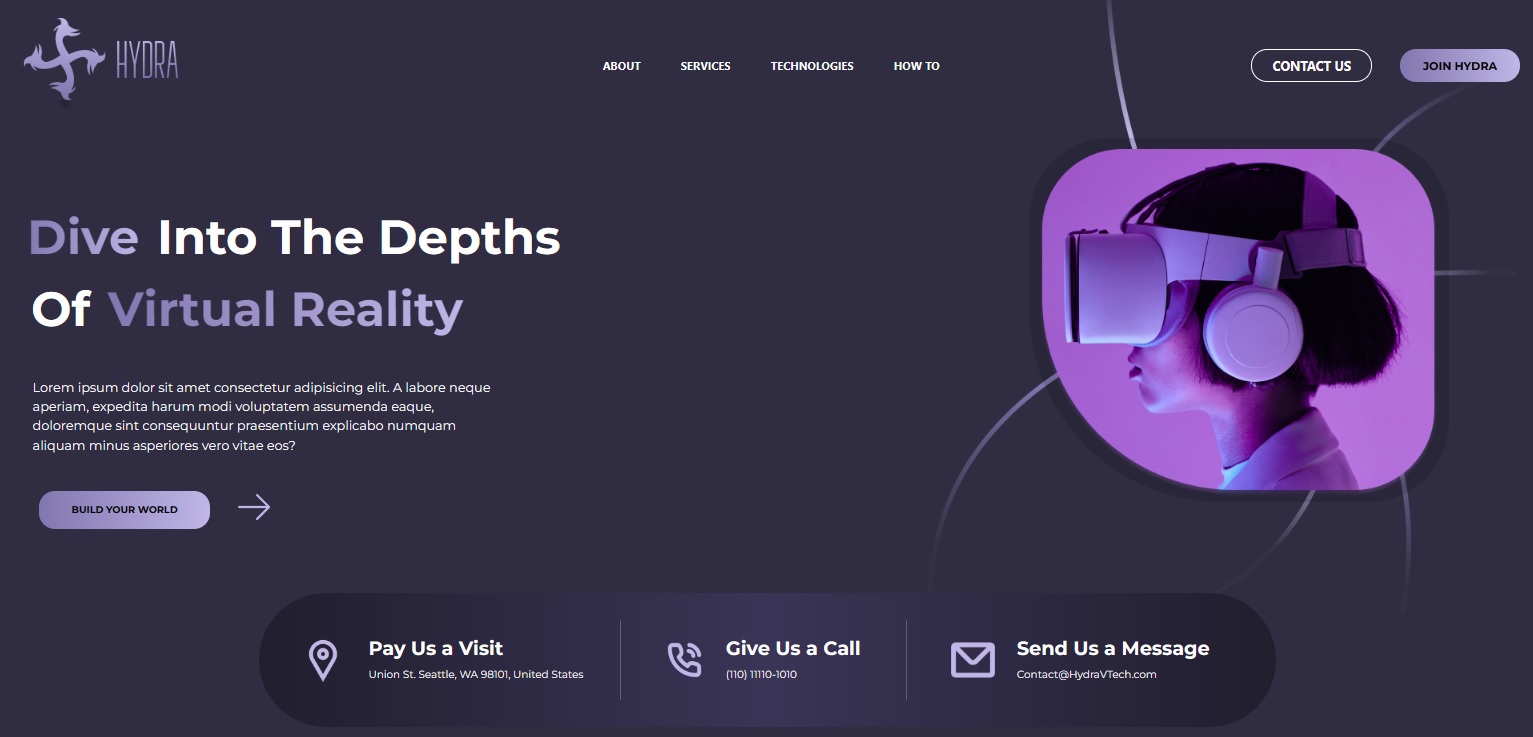 HYDRA
ABOUT SERVICES TECHNOLOGIES HOW TO
CONTACT US JOIN HYDRA
Dive Into The Depths
Of Virtual Reality
Lorem ipsum dolor sit amet consectetur adipisicing elit. A labore neque
aperiam, expedita harum modi voluptatem assumenda eaque,
doloremque sint consequuntur praesentium explicabo numquam
aliquam minus asperiores vero vitae eos?
BUILD YOUR WORLD
Pay Us a Visit
Union St. Seattle, WA 98101, United States
Give Us a Call
(110) 11110-1010
Send Us a Message
Contact@HydraVTech.com